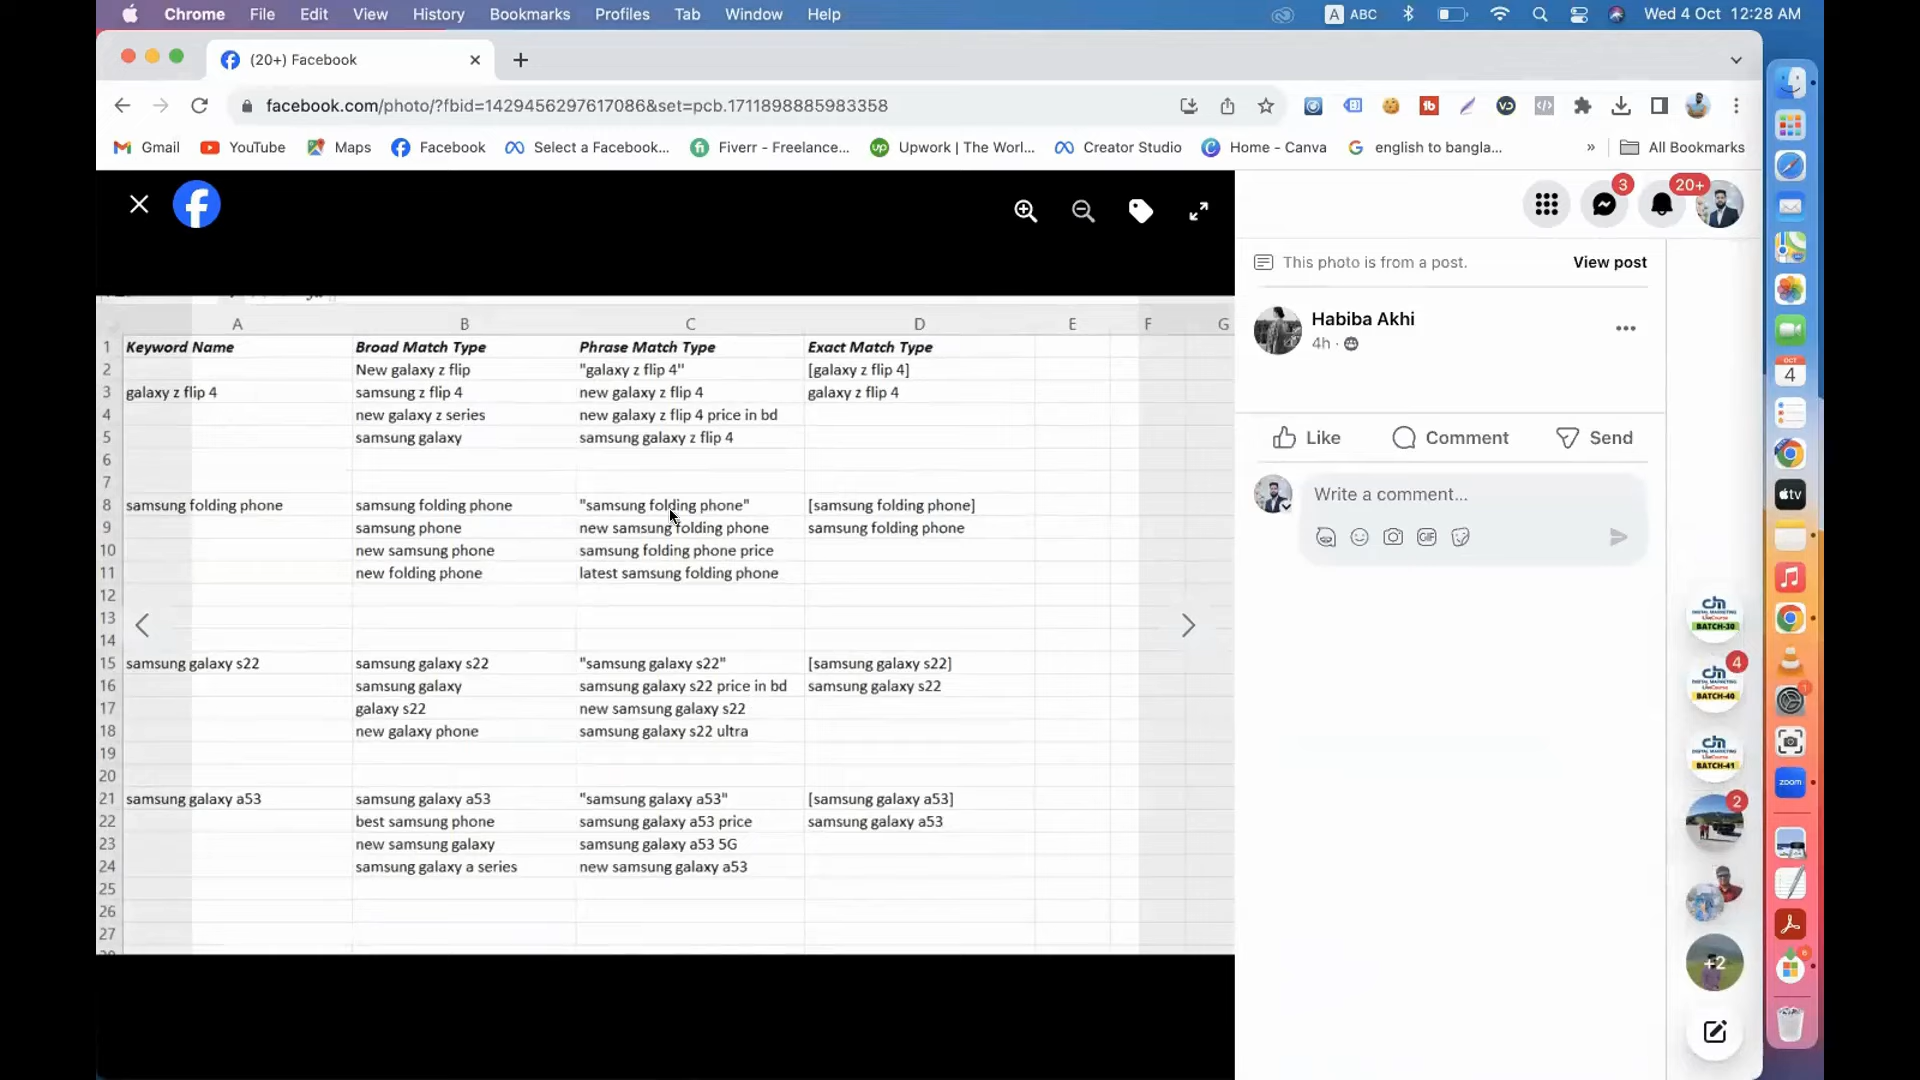 Chrome File Edit View History Bookmarks Profiles Tab Window Help A ABC Wed 4 Oct 12:28 AM
(20+) Facebook
facebook.com/photo/?fbid=1429456297617086&set=pcb.1711898885983358
Gmail YouTube Maps Facebook Select a Facebook... Fiverr - Freelance... Upwork | The Worl... Creator Studio Home - Canva english to bangla... » All Bookmarks
3 20+
This photo is from a post. View post
Habiba Akhi
4h
Like Comment Send
Write a comment...
GIF
A B C D E F G
1 Keyword Name Broad Match Type Phrase Match Type Exact Match Type
2 New galaxy z flip "galaxy z flip 4" [galaxy z flip 4]
3 galaxy z flip 4 samsung z flip 4 new galaxy z flip 4 galaxy z flip 4
4 new galaxy z series new galaxy z flip 4 price in bd
5 samsung galaxy samsung galaxy z flip 4
6
7
8 samsung folding phone samsung folding phone "samsung folding phone" [samsung folding phone]
9 samsung phone new samsung folding phone samsung folding phone
10 new samsung phone samsung folding phone price
11 new folding phone latest samsung folding phone
12
13
14
15 samsung galaxy s22 samsung galaxy s22 "samsung galaxy s22" [samsung galaxy s22]
16 samsung galaxy samsung galaxy s22 price in bd samsung galaxy s22
17 galaxy s22 new samsung galaxy s22
18 new galaxy phone samsung galaxy s22 ultra
19
20
21 samsung galaxy a53 samsung galaxy a53 "samsung galaxy a53" [samsung galaxy a53]
22 best samsung phone samsung galaxy a53 price samsung galaxy a53
23 new samsung galaxy samsung galaxy a53 5G
24 samsung galaxy a series new samsung galaxy a53
25
26
27
BATCH-30
4
BATCH-40
BATCH-41
2
+2
OCT
4
tv
zoom